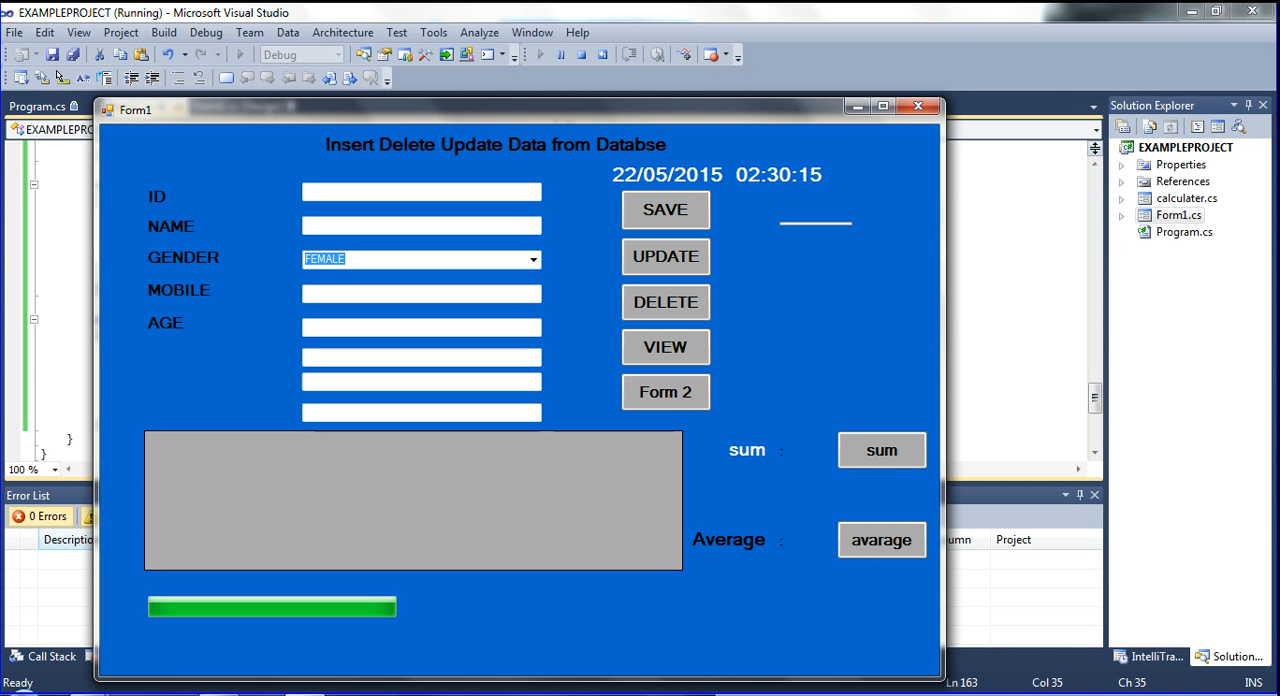 EXAMPLEPROJECT (Running) - Microsoft Visual Studio
File Edit View Project Build Debug Team Data Architecture Test Tools Analyze Window Help
Debug
Program.cs
Form1
Solution Explorer
EXAMPLEPRO
Insert Delete Update Data from Databse
22/05/2015 02:30:15
ID
NAME
GENDER
FEMALE
MOBILE
AGE
SAVE
UPDATE
DELETE
VIEW
Form 2
sum :
sum
Average :
avarage
EXAMPLEPROJECT
Properties
References
calculater.cs
Form1.cs
Program.cs
}
}
100 %
Error List
0 Errors
Descriptio
umn
Project
Call Stack
IntelliTra...
Solution...
Ready
Ln 163
Col 35
Ch 35
INS